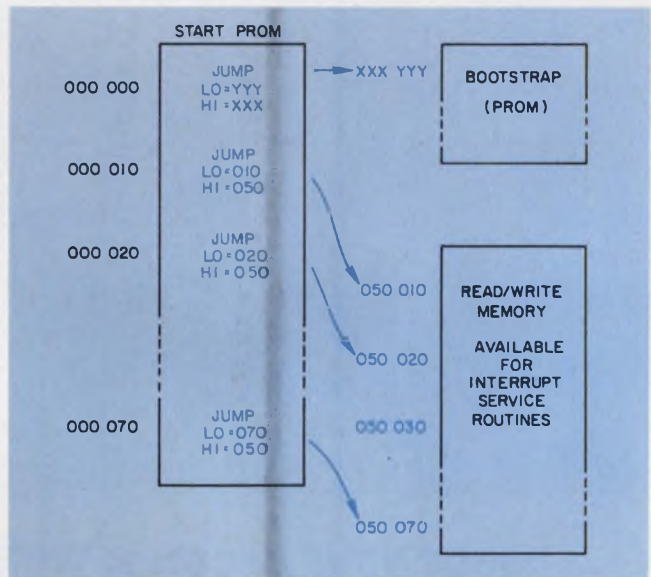 START PROM
000 000
JUMP
LO=YYY
HI=XXX
XXX YYY
BOOTSTRAP
(PROM)
000 010
JUMP
LO=010
HI=050
000 020
JUMP
LO=020
HI=050
050 010
READ/WRITE
MEMORY
AVAILABLE
FOR
INTERRUPT
SERVICE
ROUTINES
050 020
000 070
JUMP
LO=070
HI=050
050 030
050 070